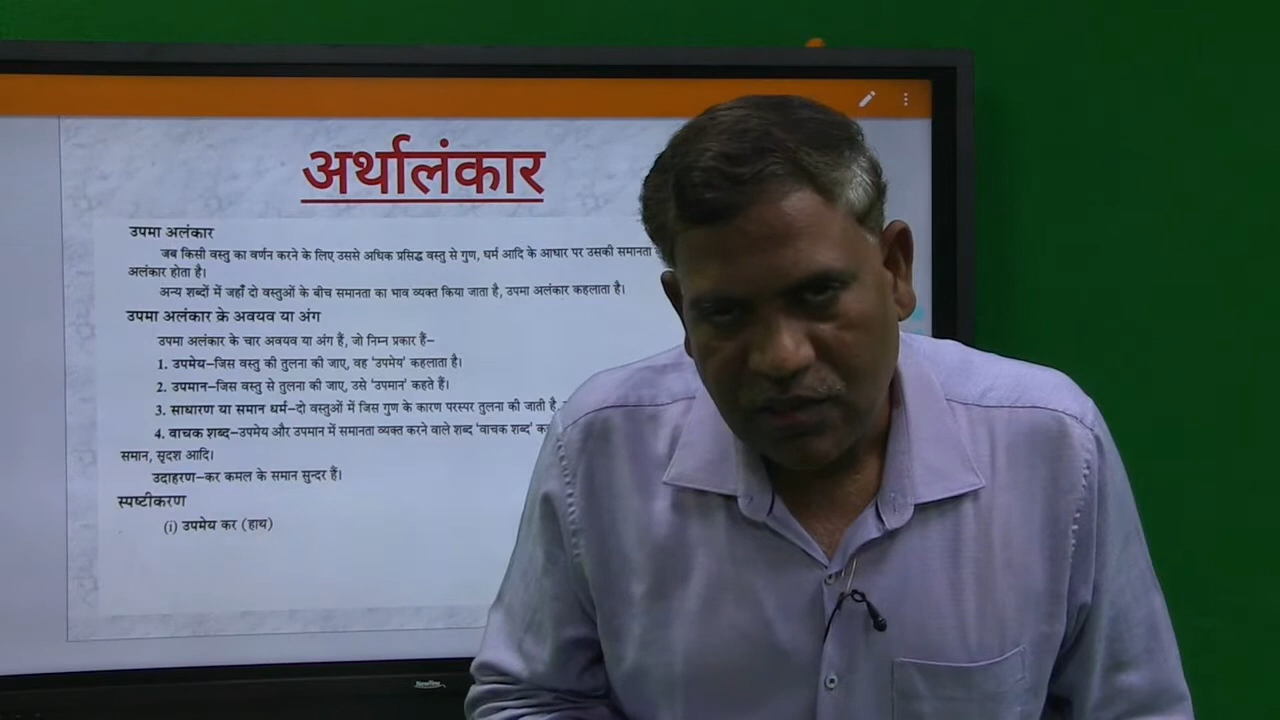 अर्थालंकार
उपमा अलंकार
जब किसी वस्तु का वर्णन करने के लिए उससे अधिक प्रसिद्ध वस्तु से गुण, धर्म आदि के आधार पर उसकी समानता
अलंकार होता है।
अन्य शब्दों में जहाँ दो वस्तुओं के बीच समानता का भाव व्यक्त किया जाता है, उपमा अलंकार कहलाता है।
उपमा अलंकार के अवयव या अंग
उपमा अलंकार के चार अवयव या अंग हैं, जो निम्न प्रकार हैं–
1. उपमेय–जिस वस्तु की तुलना की जाए, वह ‘उपमेय’ कहलाता है।
2. उपमान–जिस वस्तु से तुलना की जाए, उसे ‘उपमान’ कहते हैं।
3. साधारण या समान धर्म–दो वस्तुओं में जिस गुण के कारण परस्पर तुलना की जाती है,
4. वाचक शब्द–उपमेय और उपमान में समानता व्यक्त करने वाले शब्द ‘वाचक शब्द’
समान, सृदश आदि।
उदाहरण–कर कमल के समान सुन्दर हैं।
स्पष्टीकरण
(i) उपमेय कर (हाथ)